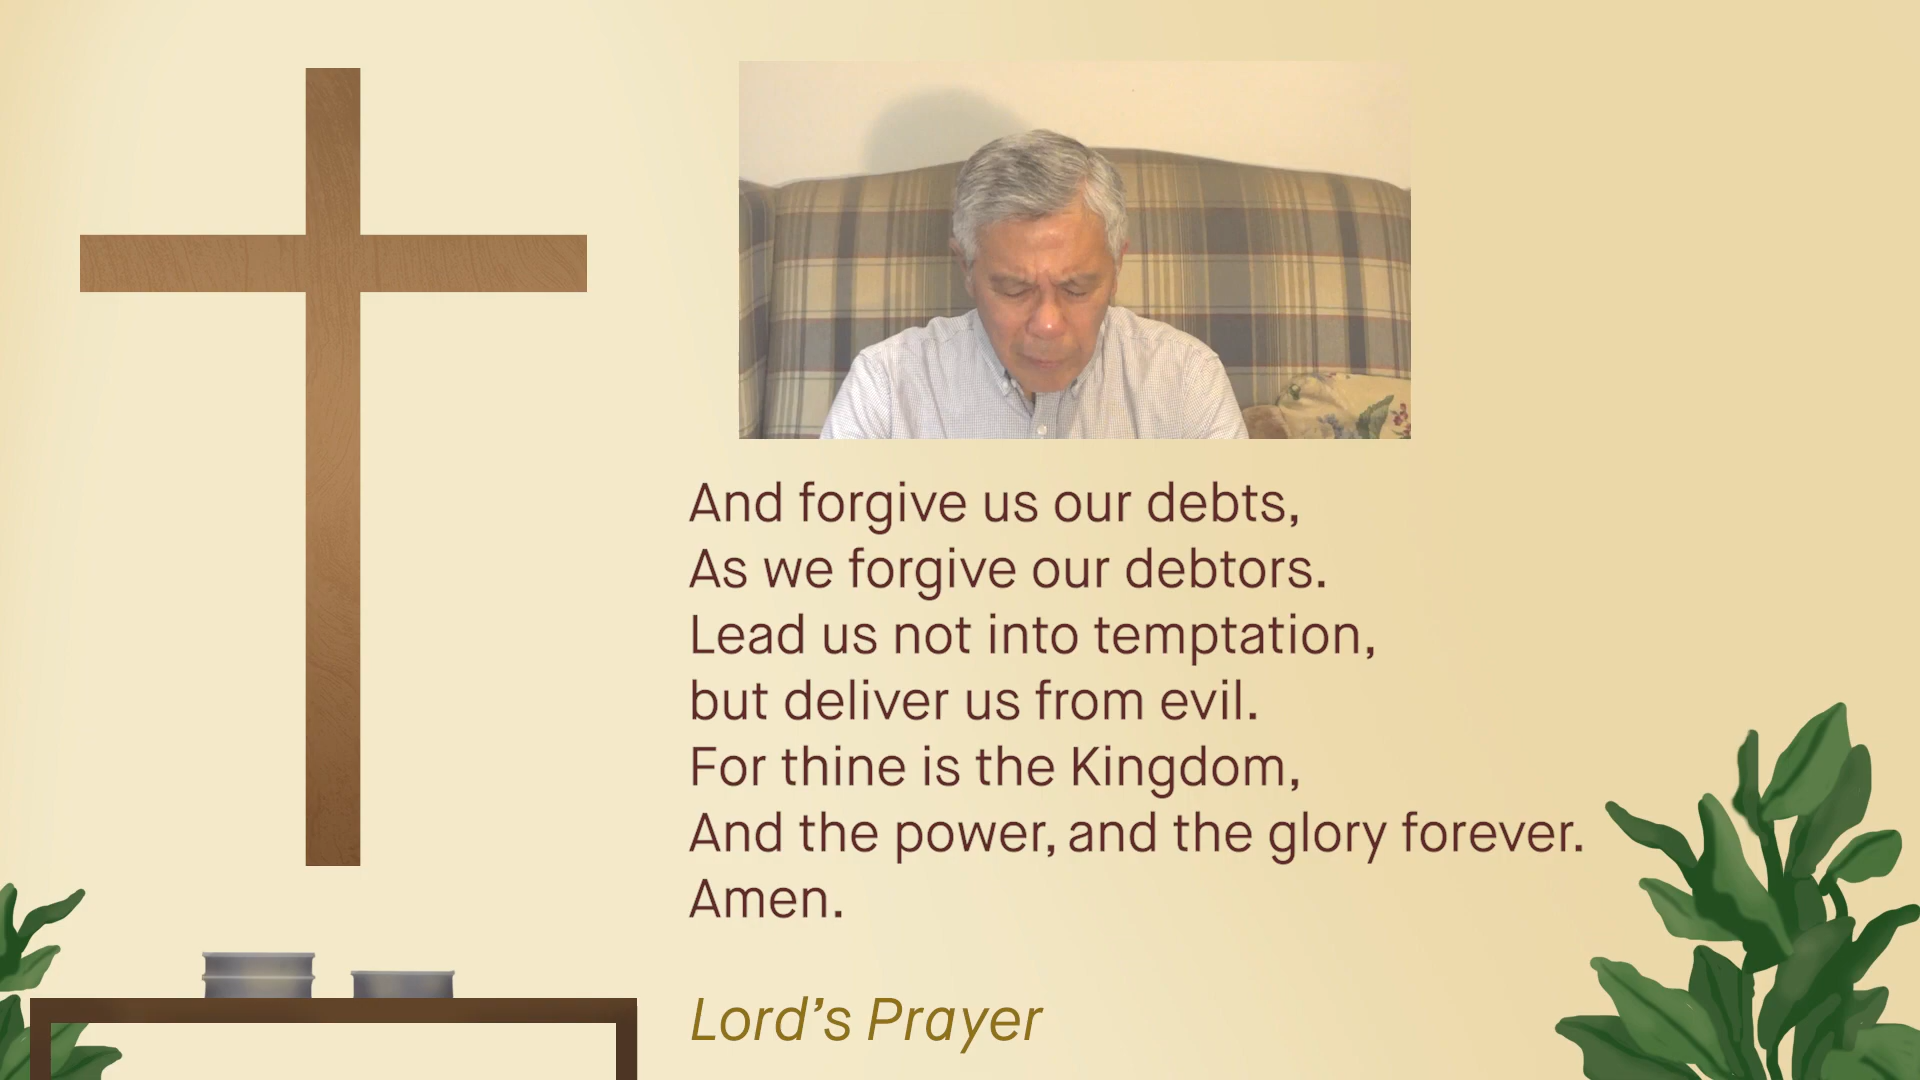 And forgive us our debts,
As we forgive our debtors.
Lead us not into temptation,
but deliver us from evil.
For thine is the Kingdom,
And the power, and the glory forever.
Amen.
Lord’s Prayer